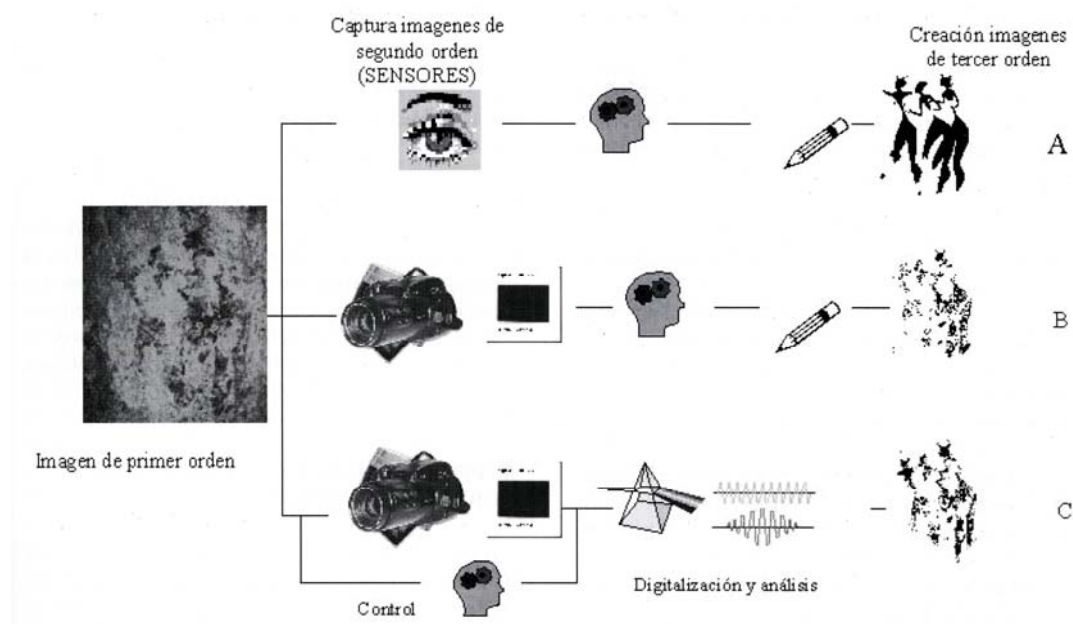 Captura imagenes de
segundo orden
(SENSORES)
Creación imagenes
de tercer orden
A
B
Imagen de primer orden
C
Digitalización y análisis
Control